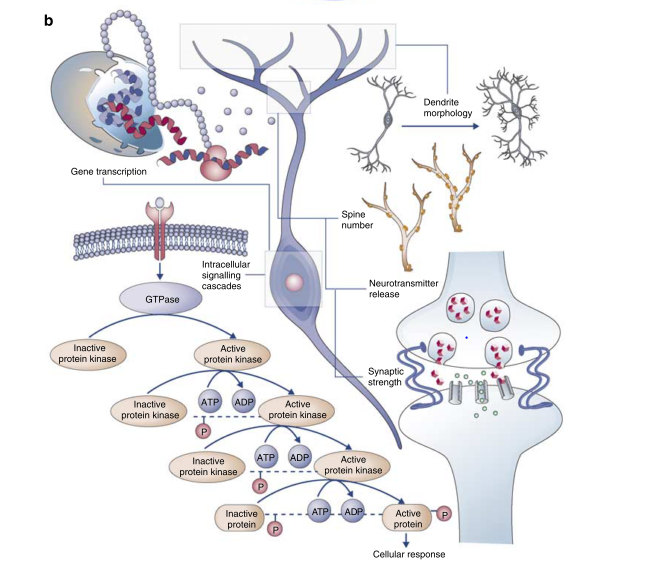 b
Dendrite
morphology
Gene transcription
Spine
number
Intracellular
signalling
cascades
Neurotransmitter
release
GTPase
Inactive
protein kinase
Active
protein kinase
Synaptic
strength
Inactive
protein kinase
ATP
ADP
Active
protein kinase
P
Inactive
protein kinase
ATP
ADP
Active
protein kinase
P
Inactive
protein
ATP
ADP
Active
protein
P
P
Cellular response